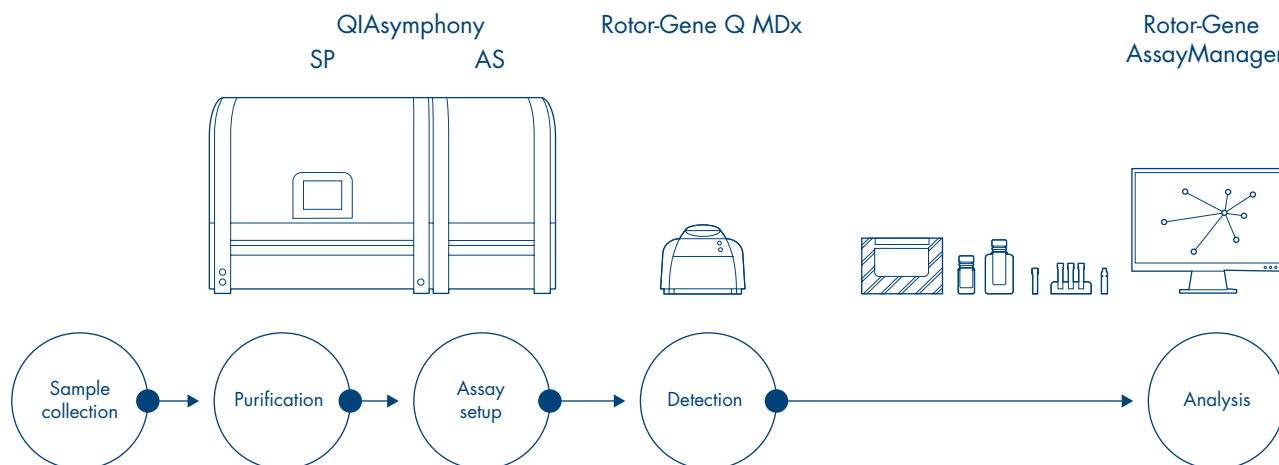 QIAsymphony
SP AS
Rotor-Gene Q MDx
Rotor-Gene
AssayManager
Sample
collection
Purification
Assay
setup
Detection
Analysis